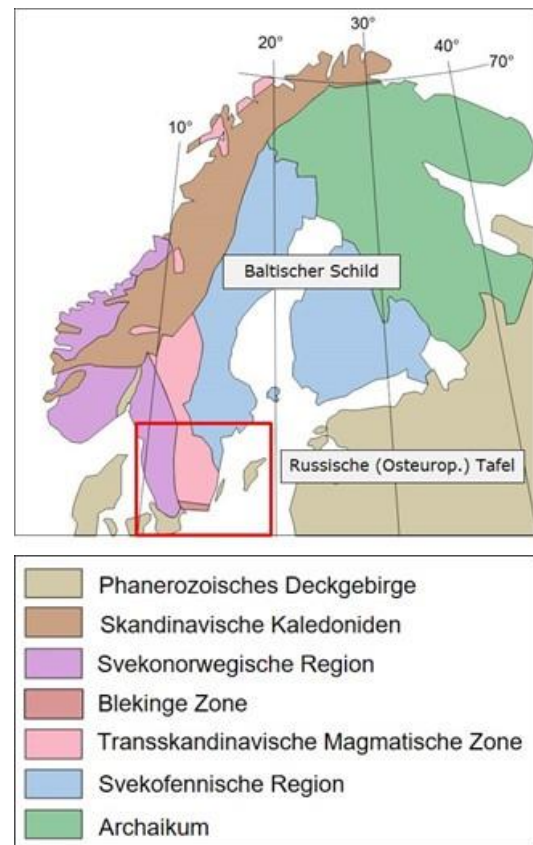 30°
20°
40°
70°
10°
Baltischer Schild
Russische (Osteurop.) Tafel
Phanerozoisches Deckgebirge
Skandinavische Kaledoniden
Svekonorwegische Region
Blekinge Zone
Transskandinavische Magmatische Zone
Svekofennische Region
Archaikum